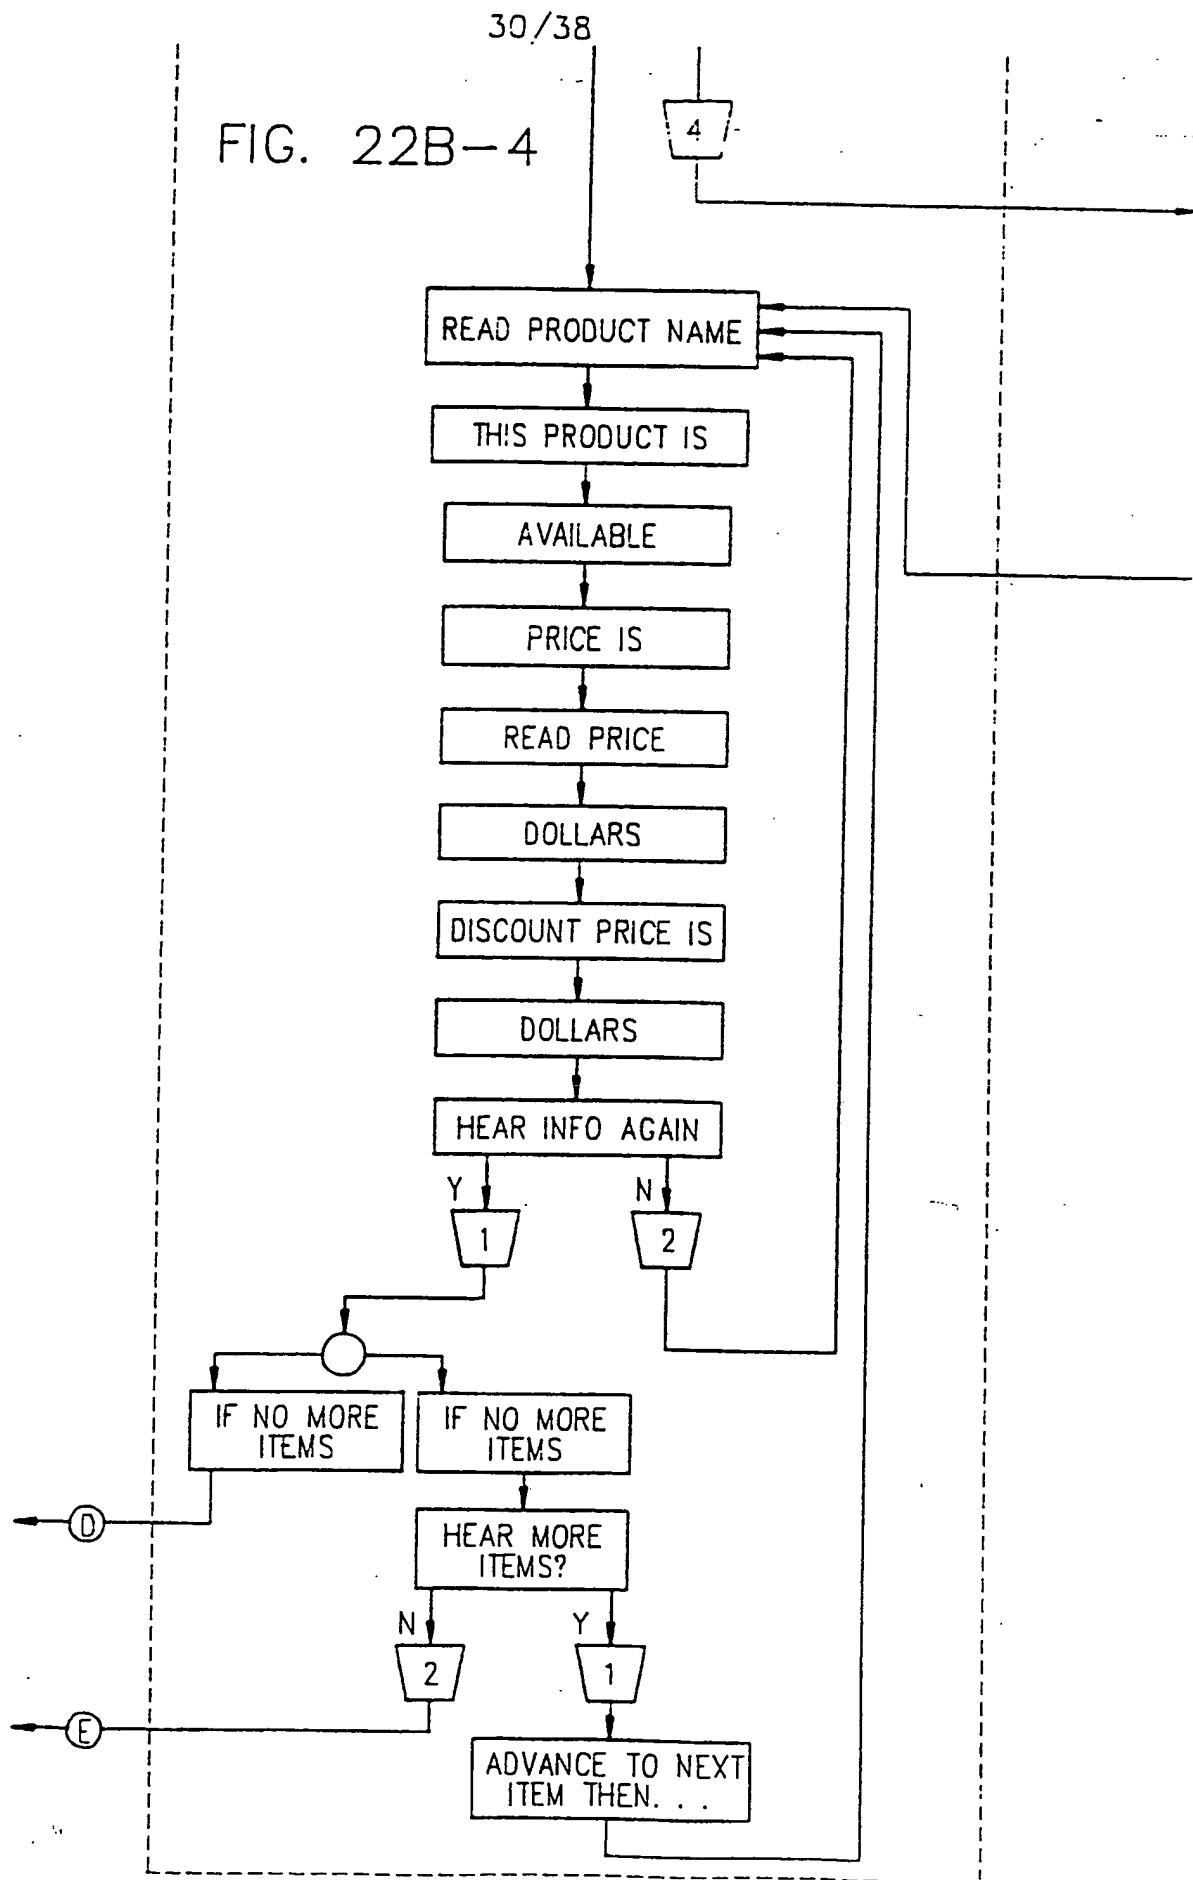 30/38
FIG. 22B-4
4
READ PRODUCT NAME
THIS PRODUCT IS
AVAILABLE
PRICE IS
READ PRICE
DOLLARS
DISCOUNT PRICE IS
DOLLARS
HEAR INFO AGAIN
Y
N
1
2
IF NO MORE
ITEMS
IF NO MORE
ITEMS
D
HEAR MORE
ITEMS?
N
Y
2
1
E
ADVANCE TO NEXT
ITEM THEN. . .